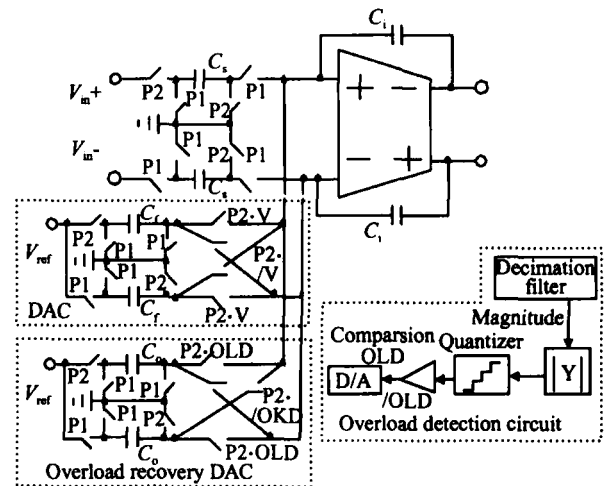 C_i
C_s
V_in+
P2
P1
P1
P2
V_in-
P1
P2
P1
P1
C_s
C_i
C_f
P2·V
V_ref
P2
P1
P1
P1
P2
P2·
/V
P1
C_f
P2·V
DAC
C_o
P2·OLD
V_ref
P2
P1
P1
P1
P2
P2·
/OKD
P1
C_o
P2·OLD
Overload recovery DAC
Decimation
filter
Magnitude
Comparsion
Quantizer
OLD
D/A
|Y|
/OLD
Overload detection circuit